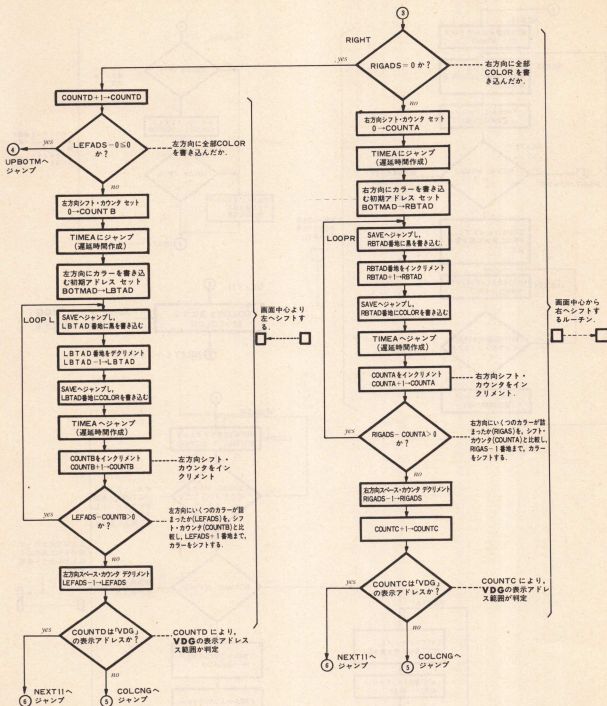 ③
RIGHT
RIGADS=0か?
yes
no
右方向に全部
COLOR を書
き込んだか.
右方向シフト・カウンタ セット
0→COUNTA
TIMEAにジャンプ
(遅延時間作成)
右方向にカラーを書き込
む初期アドレス セット
BOTMAD→RBTAD
LOOPR
SAVEへジャンプし,
RBTAD番地に黒を書き込む.
RBTAD番地をインクリメント
RBTAD+1→RBTAD
SAVEへジャンプし,
RBTAD番地にCOLORを書き込む
TIMEAへジャンプ
(遅延時間作成)
COUNTAをインクリメント
COUNTA+1→COUNTA
右方向シフト・
カウンタをイン
クリメント.
yes
RIGADS-COUNTA>0
か?
no
右方向にいくつのカラーが詰
まったか(RIGAS)を, シフト・
カウンタ(COUNTA)と比較し,
RIGAS-1番地まで, カラー
をシフトする.
右方向スペース・カウンタ デクリメント
RIGADS-1→RIGADS
COUNTC+1→COUNTC
yes
COUNTCは「VDG」
の表示アドレスか?
COUNTC により,
VDGの表示アドレ
ス範囲が判定
no
⑥
NEXT11へ
ジャンプ
⑤
COLCNGへ
ジャンプ
画面中心から
右へシフトす
るルーチン.
COUNTD+1→COUNTD
yes
LEFADS-0≦0
か?
左方向に全部COLOR
を書き込んだか.
④
UPBOTMへ
ジャンプ
no
左方向シフト・カウンタ セット
0→COUNT B
TIMEAにジャンプ
(遅延時間作成)
左方向にカラーを書き込
む初期アドレス セット
BOTMAD→LBTAD
LOOP L
SAVEへジャンプし,
LBTAD番地に黒を書き込む
LBTAD番地をデクリメント
LBTAD-1→LBTAD
SAVEへジャンプし,
LBTAD番地にCOLORを書き込む
TIMEAへジャンプ
(遅延時間作成)
COUNTBをインクリメント
COUNTB+1→COUNTB
左方向シフト・
カウンタをイン
クリメント
yes
LEFADS-COUNTB>0
か?
左方向にいくつのカラーが詰
まったか(LEFADS)を, シフ
ト・カウンタ(COUNTB)と比
較し, LEFADS+1番地まで,
カラーをシフトする.
no
左方向スペース・カウンタ デクリメント
LEFADS-1→LEFADS
yes
COUNTDは「VDG」
の表示アドレスか?
COUNTD により,
VDGの表示アドレス
ス範囲か判定
no
⑥
NEXT11へ
ジャンプ
⑤
COLCNGへ
ジャンプ
画面中心より
左へシフトす
る.